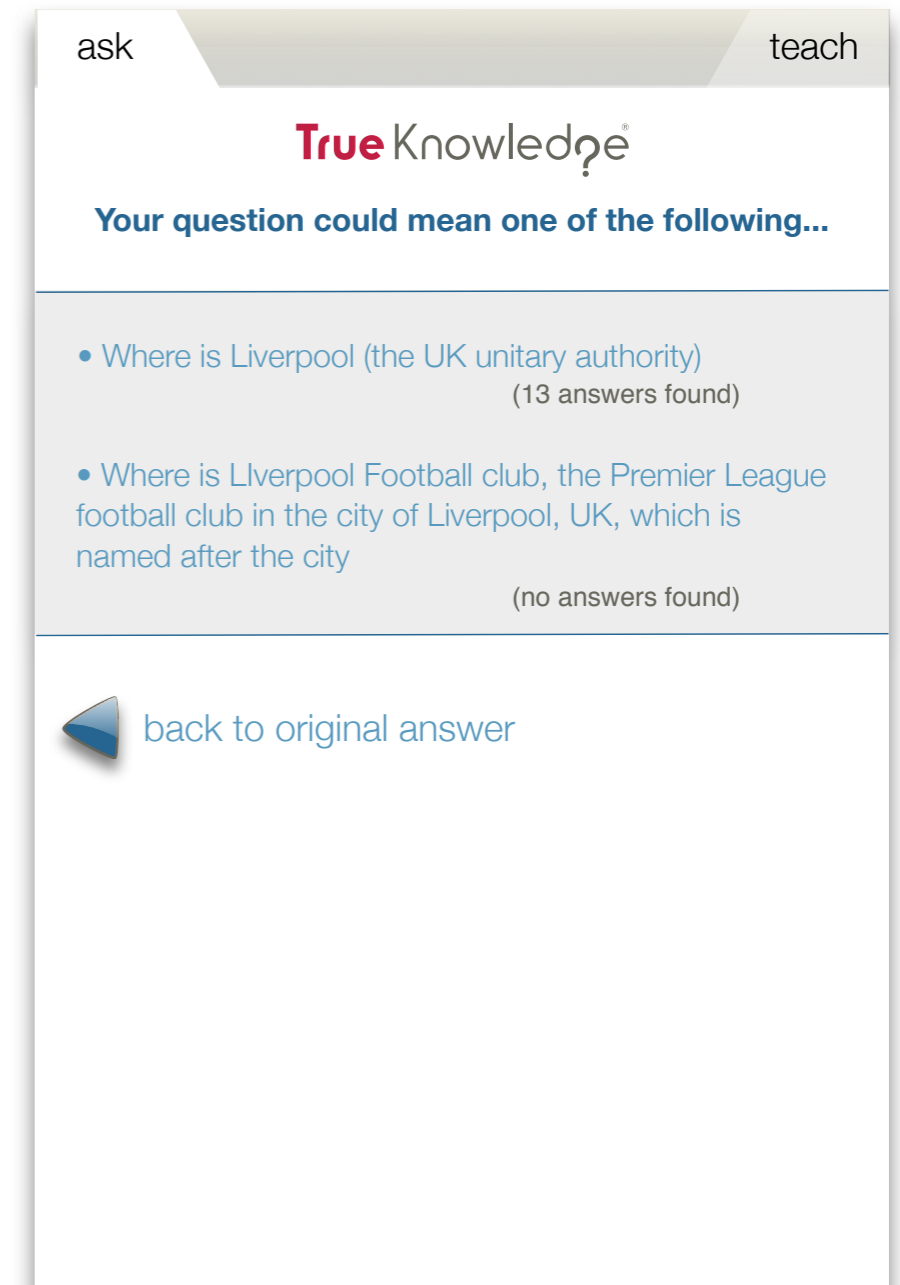 ask
teach
True Knowledge®
Your question could mean one of the following...
• Where is Liverpool (the UK unitary authority)
(13 answers found)
• Where is LIverpool Football club, the Premier League
football club in the city of Liverpool, UK, which is
named after the city
(no answers found)
back to original answer